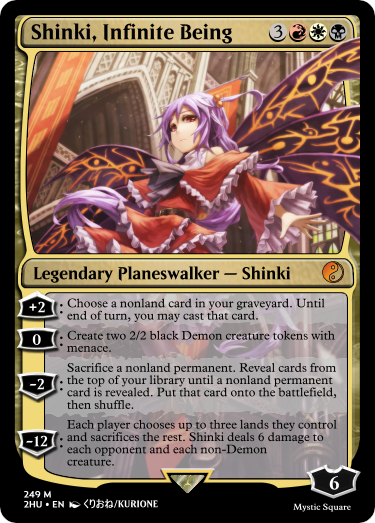 Shinki, Infinite Being 3
Legendary Planeswalker — Shinki
+2: Choose a nonland card in your graveyard. Until
end of turn, you may cast that card.
0: Create two 2/2 black Demon creature tokens with
menace.
-2: Sacrifice a nonland permanent. Reveal cards from
the top of your library until a nonland permanent
card is revealed. Put that card onto the battlefield,
then shuffle.
-12: Each player chooses up to three lands they control
and sacrifices the rest. Shinki deals 6 damage to
each opponent and each non-Demon
creature.
6
249 M
2HU • EN くりおね/KURIONE
Mystic Square